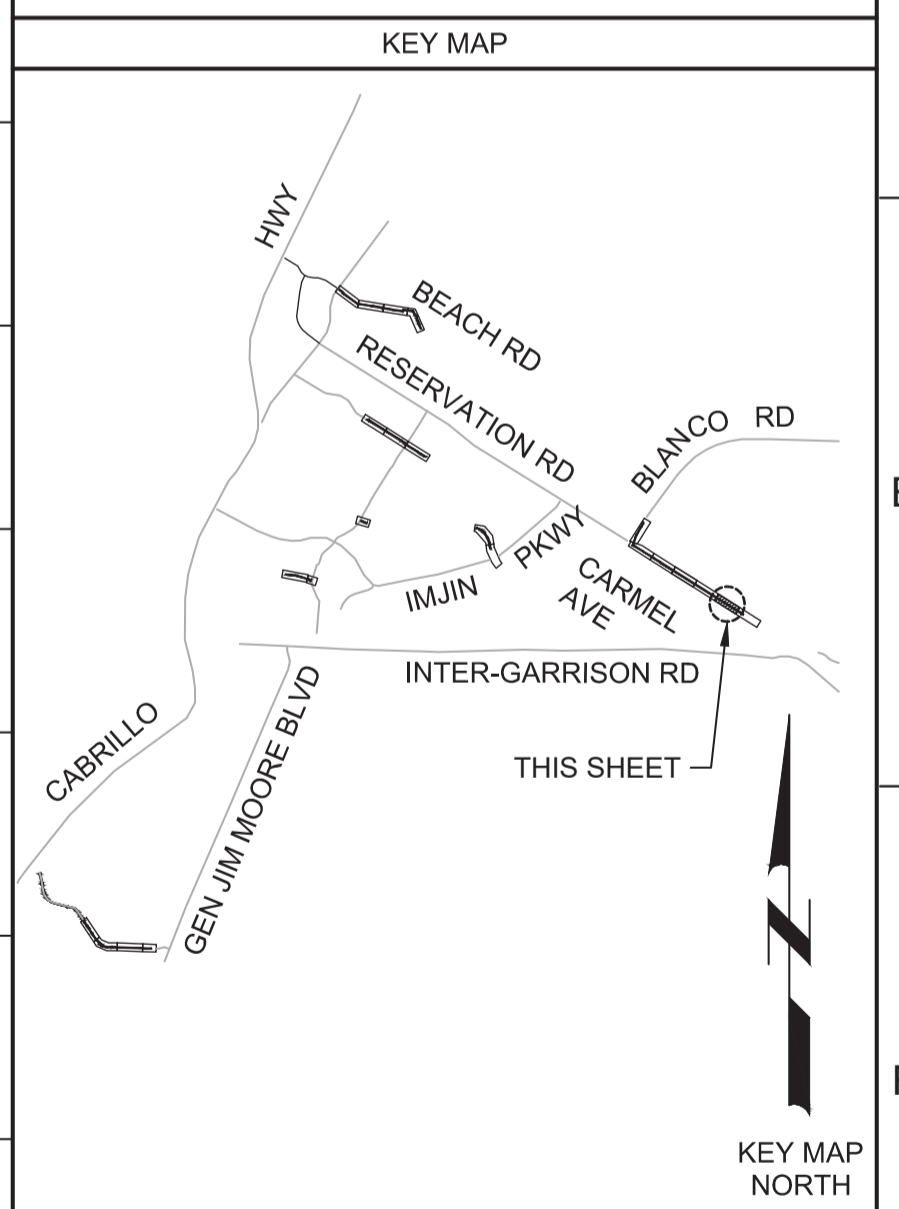 KEY MAP
HWY
BEACH RD
RESERVATION RD
BLANCO RD
IMJIN PKWY
CARMEL
AVE
INTER-GARRISON RD
CABRILLO
GEN JIM MOORE BLVD
THIS SHEET
N
KEY MAP
NORTH